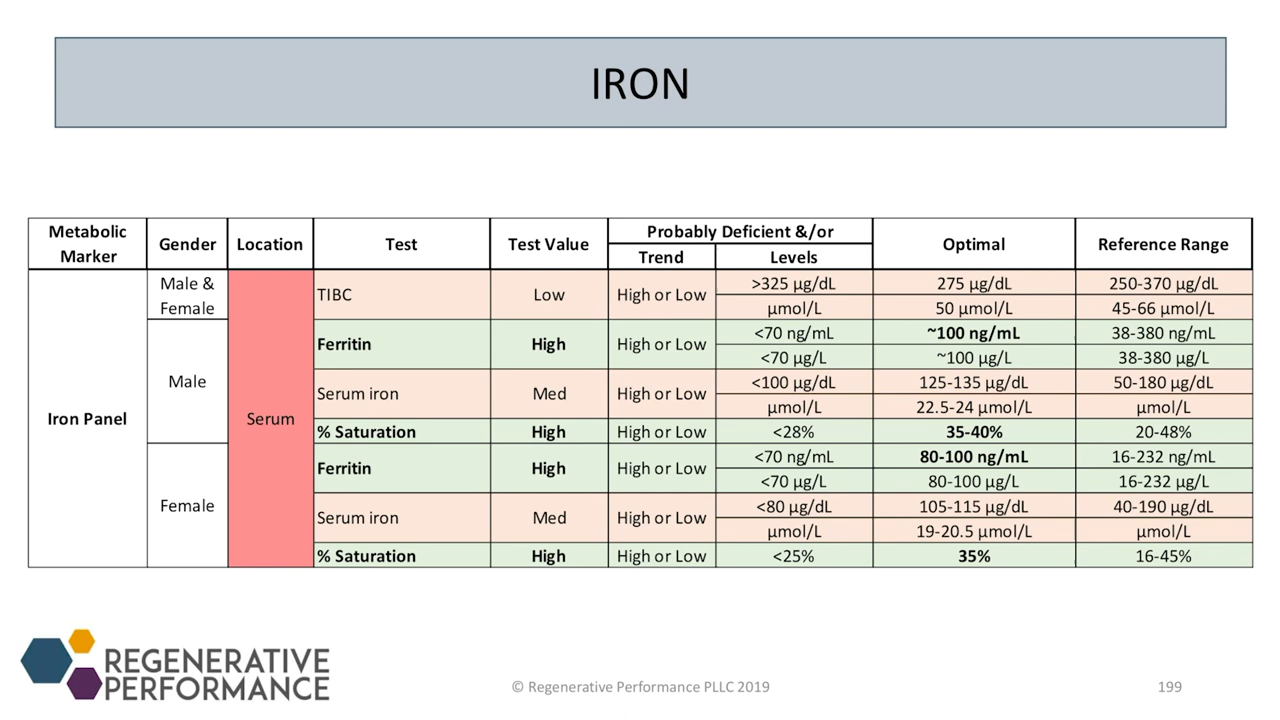 IRON
Metabolic Marker Gender Location Test Test Value Probably Deficient &/or Optimal Reference Range
Trend Levels
Iron Panel Male & Female Serum TIBC Low High or Low >325 µg/dL 275 µg/dL 250-370 µg/dL
µmol/L 50 µmol/L 45-66 µmol/L
Male Ferritin High High or Low <70 ng/mL ~100 ng/mL 38-380 ng/mL
<70 µg/L ~100 µg/L 38-380 µg/L
Serum iron Med High or Low <100 µg/dL 125-135 µg/dL 50-180 µg/dL
µmol/L 22.5-24 µmol/L µmol/L
% Saturation High High or Low <28% 35-40% 20-48%
Female Ferritin High High or Low <70 ng/mL 80-100 ng/mL 16-232 ng/mL
<70 µg/L 80-100 µg/L 16-232 µg/L
Serum iron Med High or Low <80 µg/dL 105-115 µg/dL 40-190 µg/dL
µmol/L 19-20.5 µmol/L µmol/L
% Saturation High High or Low <25% 35% 16-45%
REGENERATIVE
PERFORMANCE
© Regenerative Performance PLLC 2019
199